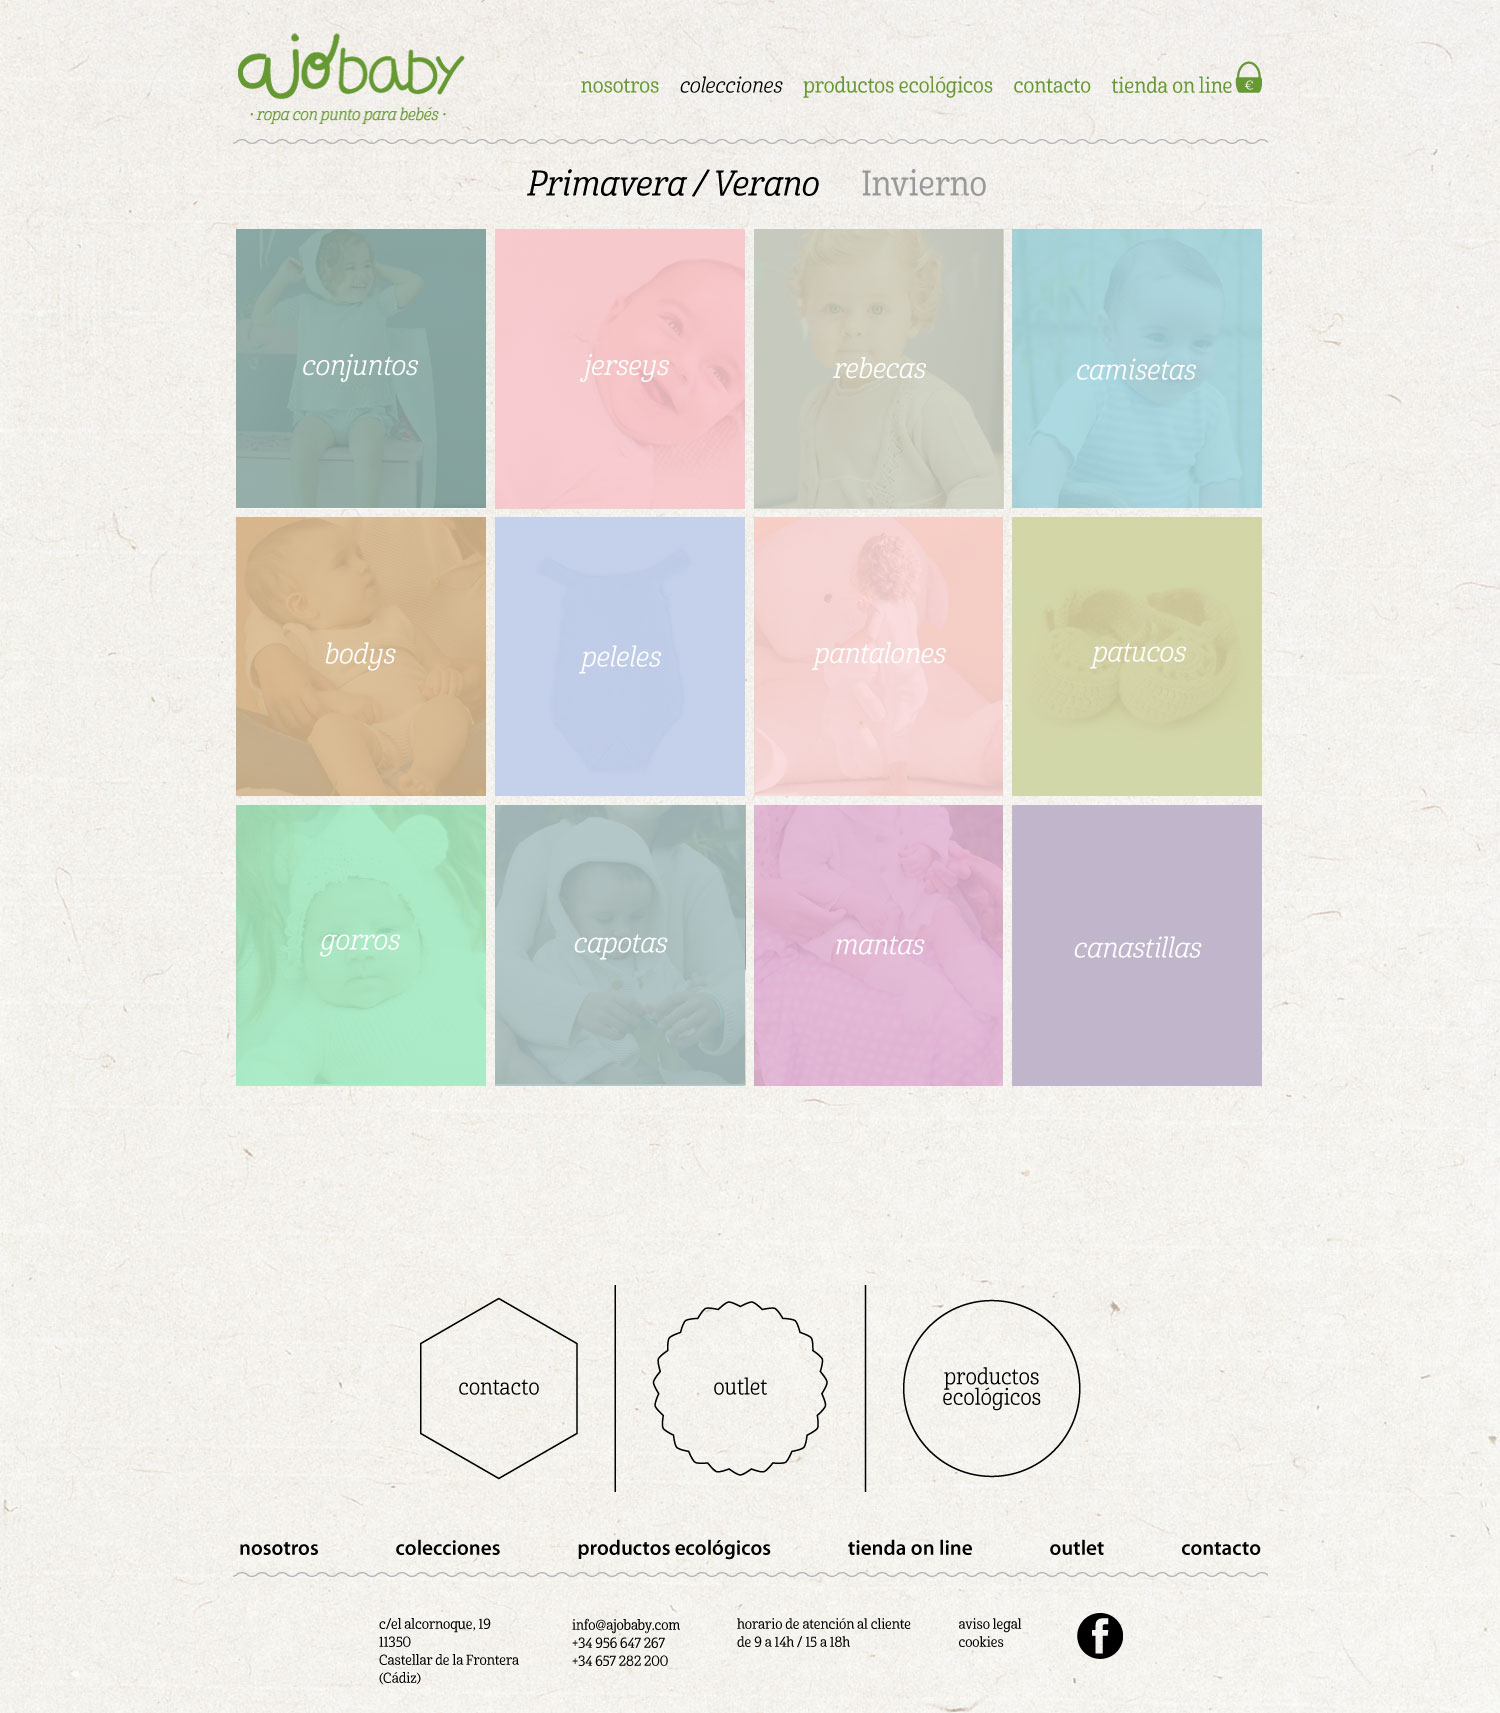 ajobaby
· ropa con punto para bebés ·
nosotros colecciones productos ecológicos contacto tienda on line €
Primavera / Verano Invierno
conjuntos jerseys rebecas camisetas
bodys peleles pantalones patucos
gorros capotas mantas canastillas
contacto
outlet
productos
ecológicos
nosotros colecciones productos ecológicos tienda on line outlet contacto
c/el alcornoque, 19
11350
Castellar de la Frontera
(Cádiz)
info@ajobaby.com
+34 956 647 267
+34 657 282 200
horario de atención al cliente
de 9 a 14h / 15 a 18h
aviso legal
cookies
f